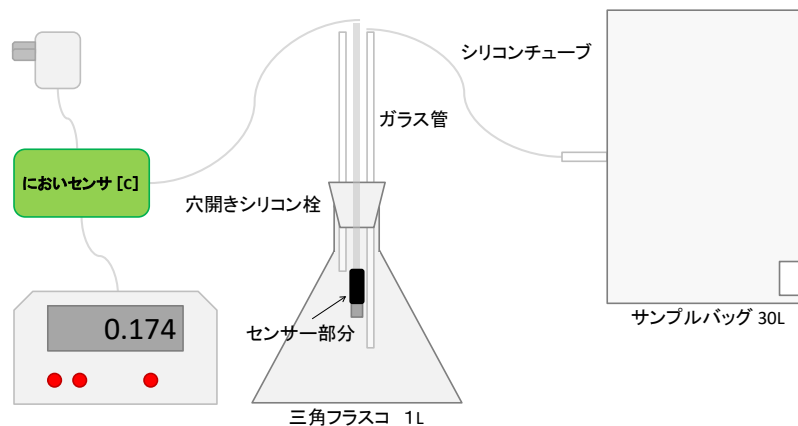 シリコンチューブ
ガラス管
においセンサ [C]
穴開きシリコン栓
0.174
センサー部分
サンプルバッグ 30L
三角フラスコ 1L